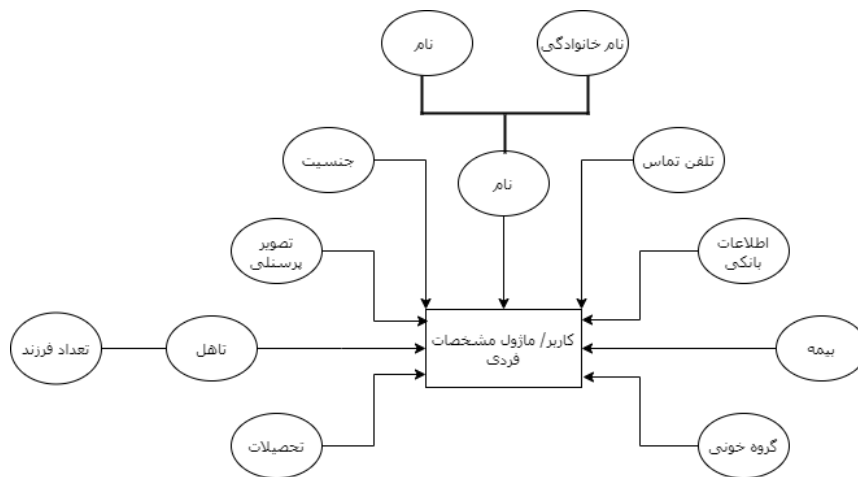 نام خانوادگی
نام
تلفن تماس
نام
جنسیت
اطلاعات
بانکی
تصویر
پرسنلی
بیمه
کاربر/ ماژول مشخصات
فردی
تاهل
تعداد فرزند
گروه خونی
تحصیلات